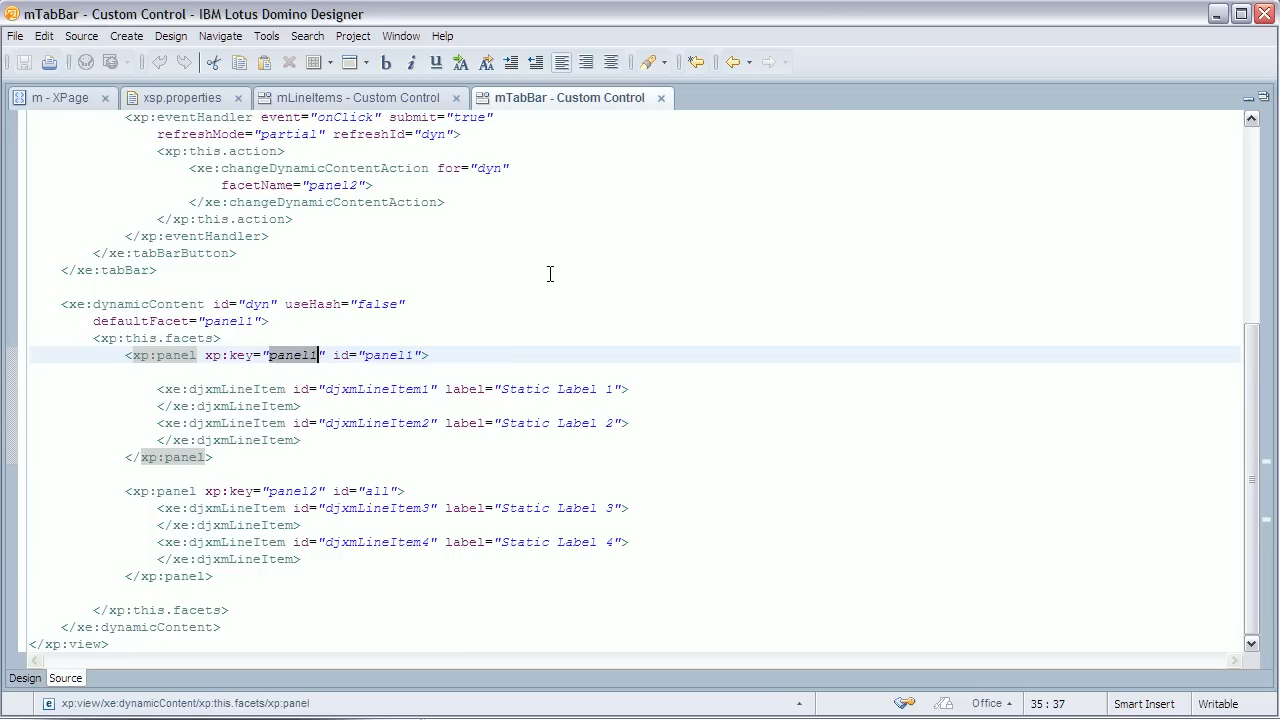 mTabBar - Custom Control - IBM Lotus Domino Designer
File Edit Source Create Design Navigate Tools Search Project Window Help
m - XPage xsp.properties mLineItems - Custom Control mTabBar - Custom Control
<xp:eventHandler event="onClick" submit="true"
refreshMode="partial" refreshId="dyn">
<xp:this.action>
<xe:changeDynamicContentAction for="dyn"
facetName="panel2">
</xe:changeDynamicContentAction>
</xp:this.action>
</xp:eventHandler>
</xe:tabBarButton>
</xe:tabBar>
<xe:dynamicContent id="dyn" useHash="false"
defaultFacet="panel1">
<xp:this.facets>
<xp:panel xp:key="panel1" id="panel1">
<xe:djxmLineItem id="djxmLineItem1" label="Static Label 1">
</xe:djxmLineItem>
<xe:djxmLineItem id="djxmLineItem2" label="Static Label 2">
</xe:djxmLineItem>
</xp:panel>
<xp:panel xp:key="panel2" id="all">
<xe:djxmLineItem id="djxmLineItem3" label="Static Label 3">
</xe:djxmLineItem>
<xe:djxmLineItem id="djxmLineItem4" label="Static Label 4">
</xe:djxmLineItem>
</xp:panel>
</xp:this.facets>
</xe:dynamicContent>
</xp:view>
Design Source
xp:view/xe:dynamicContent/xp:this.facets/xp:panel Office 35 : 37 Smart Insert Writable